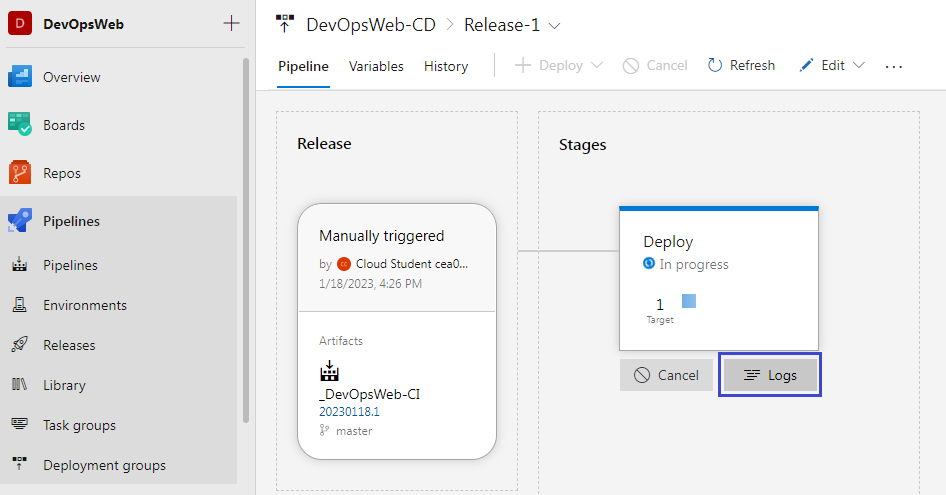 D DevOpsWeb
Overview
Boards
Repos
Pipelines
Pipelines
Environments
Releases
Library
Task groups
Deployment groups
DevOpsWeb-CD Release-1
Pipeline Variables History Deploy Cancel Refresh Edit ...
Release
Manually triggered
by CC Cloud Student cea0...
1/18/2023, 4:26 PM
Artifacts
_DevOpsWeb-CI
20230118.1
master
Stages
Deploy
In progress
1
Target
Cancel Logs